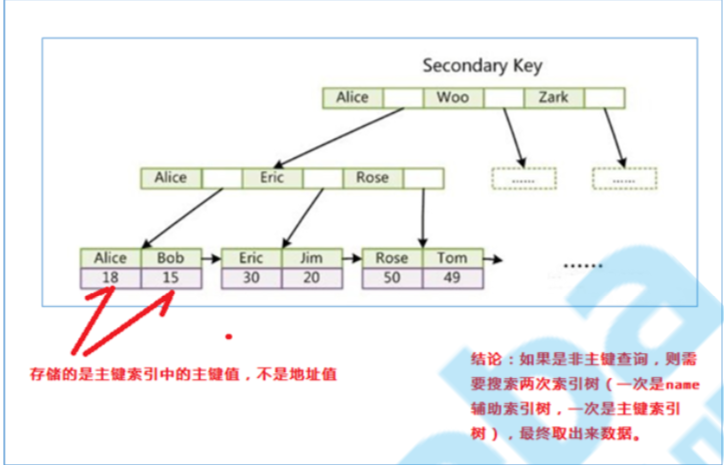 Secondary Key
Alice Woo Zark
Alice Eric Rose
...... ......
Alice Bob Eric Jim Rose Tom
18 15 30 20 50 49
......
存储的是主键索引中的主键值，不是地址值
结论：如果是非主键查询，则需
要搜索两次索引树（一次是name
辅助索引树，一次是主键索引
树），最终取出来数据。